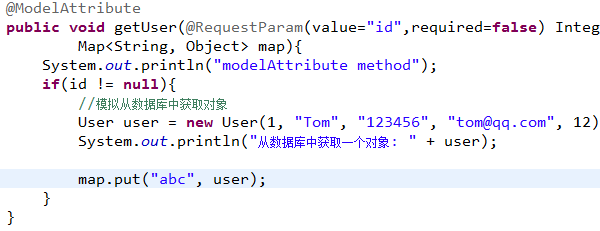 @ModelAttribute
public void getUser(@RequestParam(value="id",required=false) Integ
Map<String, Object> map){
System.out.println("modelAttribute method");
if(id != null){
//模拟从数据库中获取对象
User user = new User(1, "Tom", "123456", "tom@qq.com", 12)
System.out.println("从数据库中获取一个对象: " + user);
map.put("abc", user);
}
}